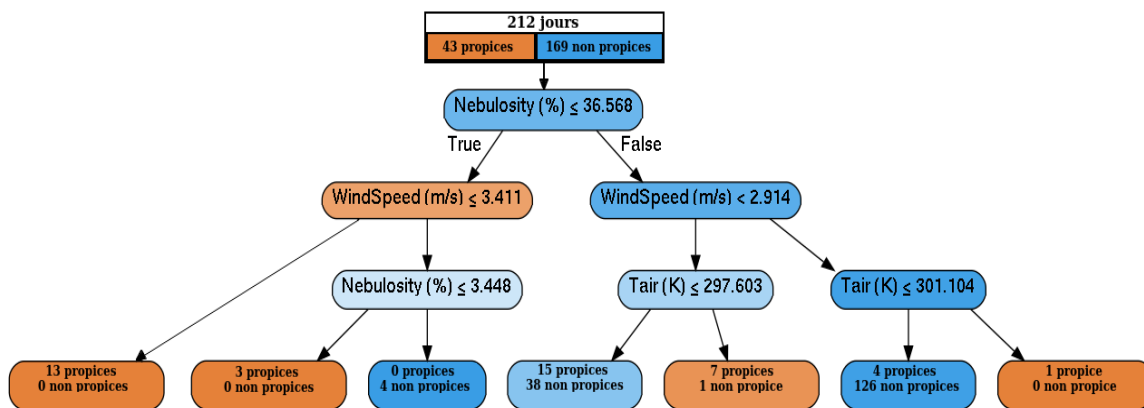 212 jours
43 propices
169 non propices
Nebulosity (%) ≤ 36.568
True
False
WindSpeed (m/s) ≤ 3.411
WindSpeed (m/s) < 2.914
Nebulosity (%) ≤ 3.448
Tair (K) ≤ 297.603
Tair (K) ≤ 301.104
13 propices
0 non propices
3 propices
0 non propices
0 propices
4 non propices
15 propices
38 non propices
7 propices
1 non propice
4 propices
126 non propices
1 propice
0 non propice